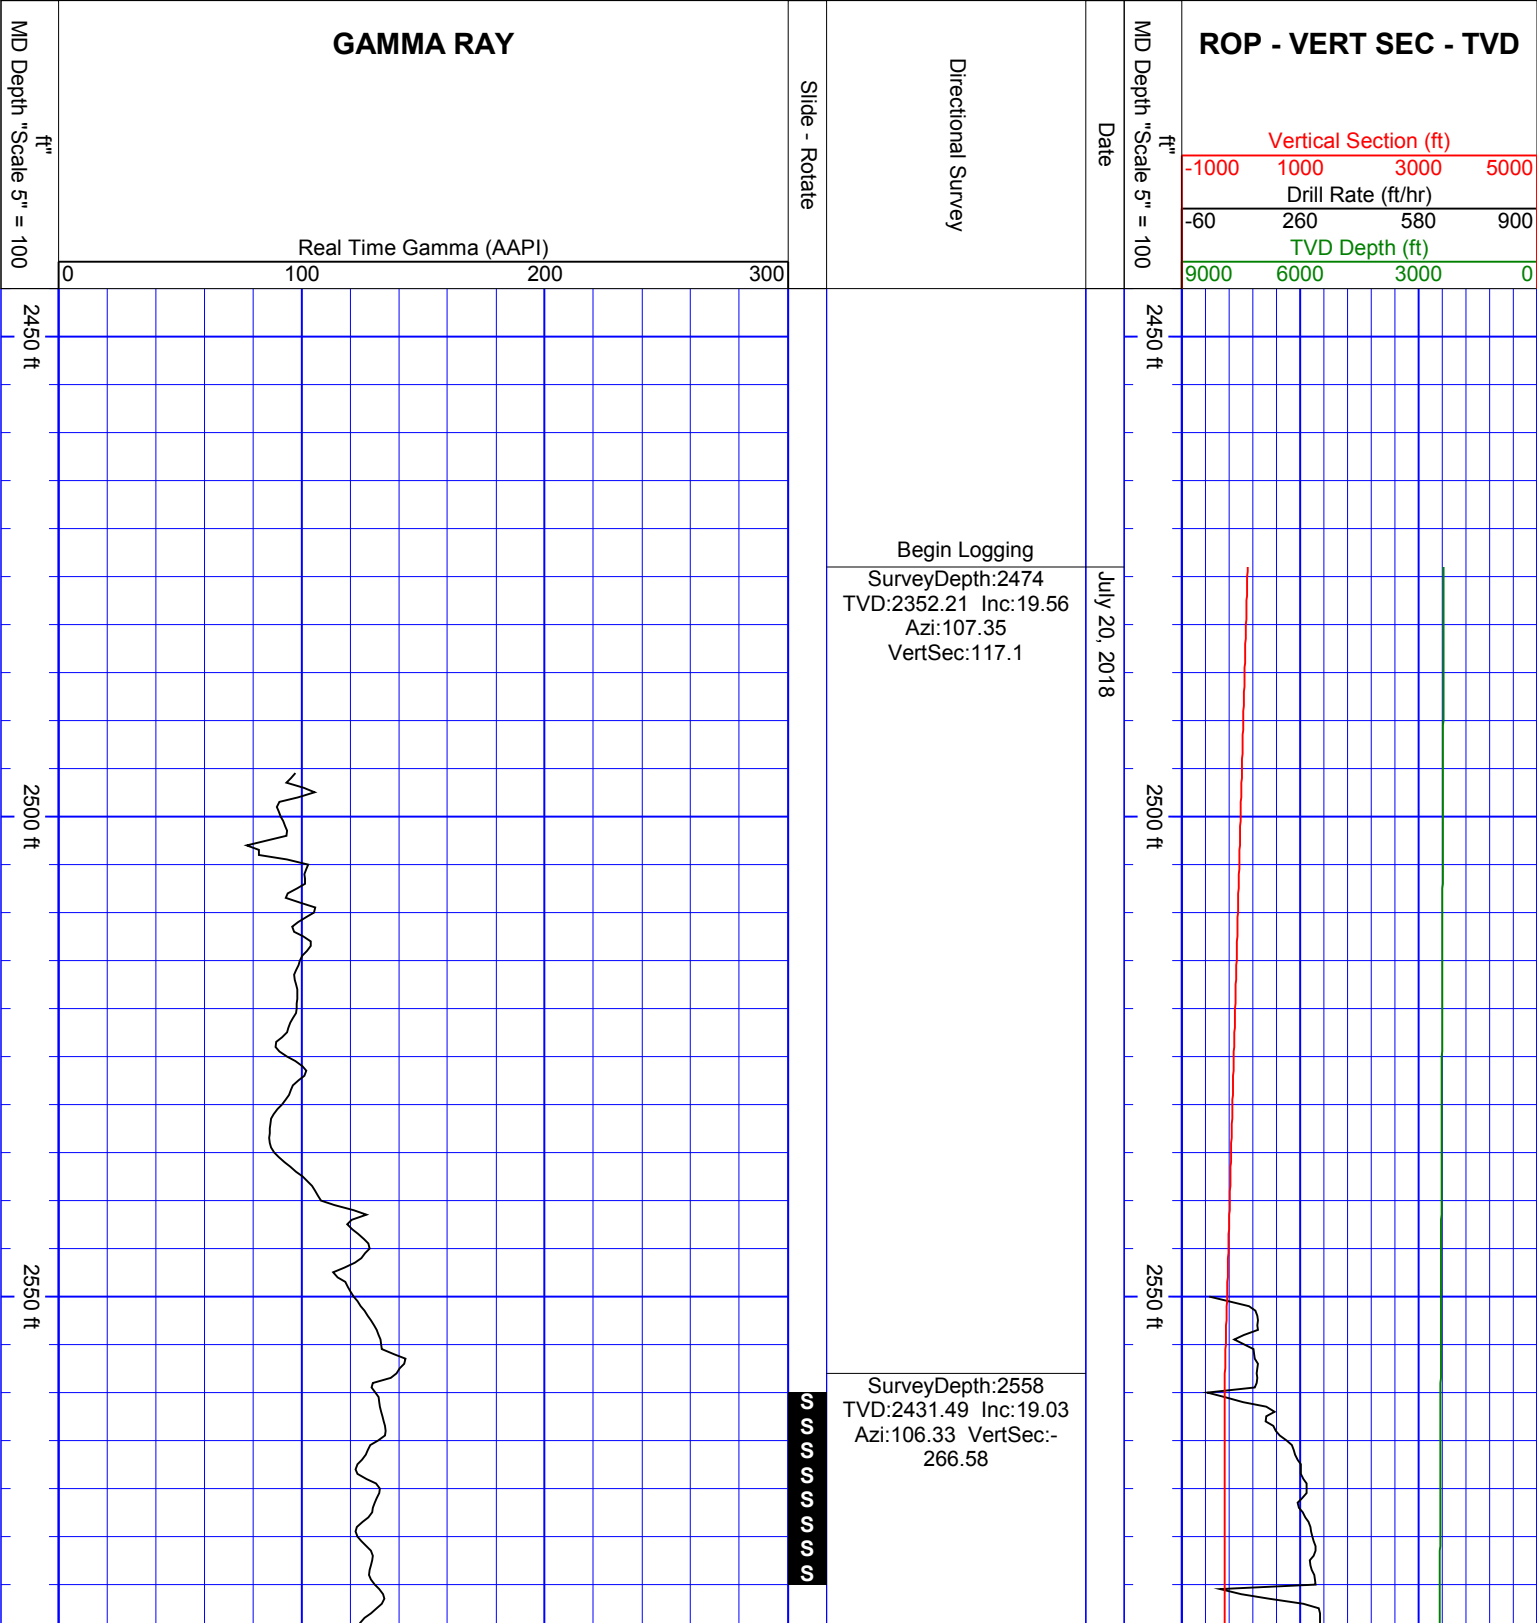 MD Depth "Scale 5" = 100
ft"
GAMMA RAY
Real Time Gamma (AAPI)
0 100 200 300
Slide - Rotate
Directional Survey
Date
MD Depth "Scale 5" = 100
ft"
ROP - VERT SEC - TVD
Vertical Section (ft)
-1000 1000 3000 5000
Drill Rate (ft/hr)
-60 260 580 900
TVD Depth (ft)
9000 6000 3000 0
2450 ft
2450 ft
Begin Logging
SurveyDepth:2474
TVD:2352.21 Inc:19.56
Azi:107.35
VertSec:117.1
July 20, 2018
2500 ft
2500 ft
2550 ft
2550 ft
SurveyDepth:2558
TVD:2431.49 Inc:19.03
Azi:106.33 VertSec:-
266.58
S
S
S
S
S
S
S
S